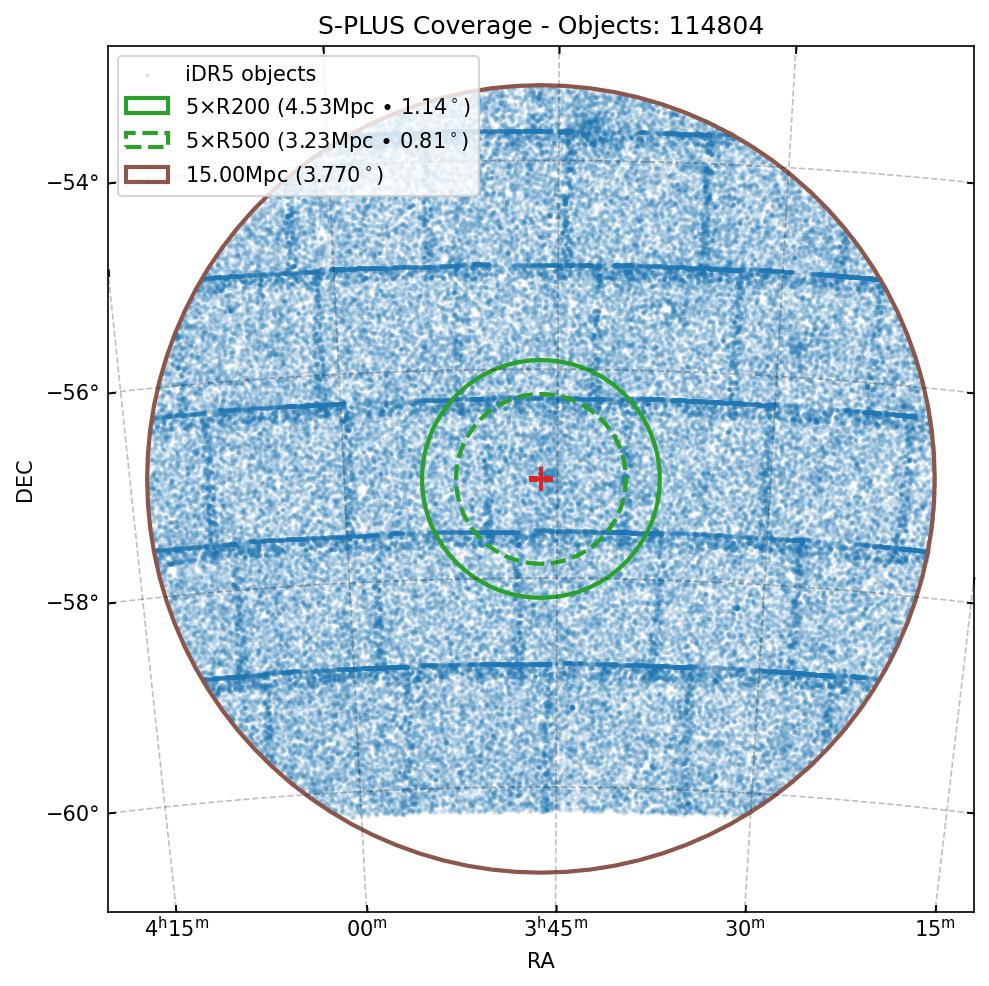 S-PLUS Coverage - Objects: 114804
iDR5 objects
5×R200 (4.53Mpc • 1.14°)
5×R500 (3.23Mpc • 0.81°)
15.00Mpc (3.770°)
−54°
−56°
−58°
−60°
DEC
4ʰ15ᵐ 00ᵐ 3ʰ45ᵐ 30ᵐ 15ᵐ
RA